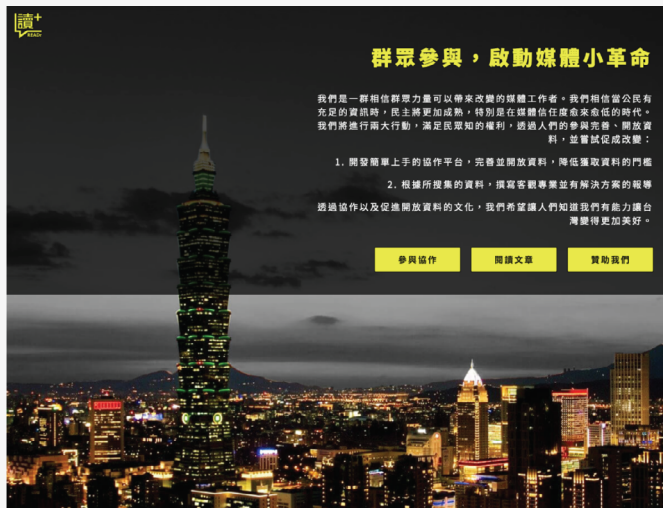 讀+
READr
群眾參與，啟動媒體小革命
我們是一群相信群眾力量可以帶來改變的媒體工作者。我們相信當公民有
充足的資訊時，民主將更加成熟，特別是在媒體信任度愈來愈低的時代。
我們將進行兩大行動，滿足民眾知的權利，透過人們的參與完善、開放資
料，並嘗試促成改變：
1. 開發簡單上手的協作平台，完善並開放資料，降低獲取資料的門檻
2. 根據所搜集的資料，撰寫客觀專業並有解決方案的報導
透過協作以及促進開放資料的文化，我們希望讓人們知道我們有能力讓台
灣變得更加美好。
參與協作
閱讀文章
贊助我們